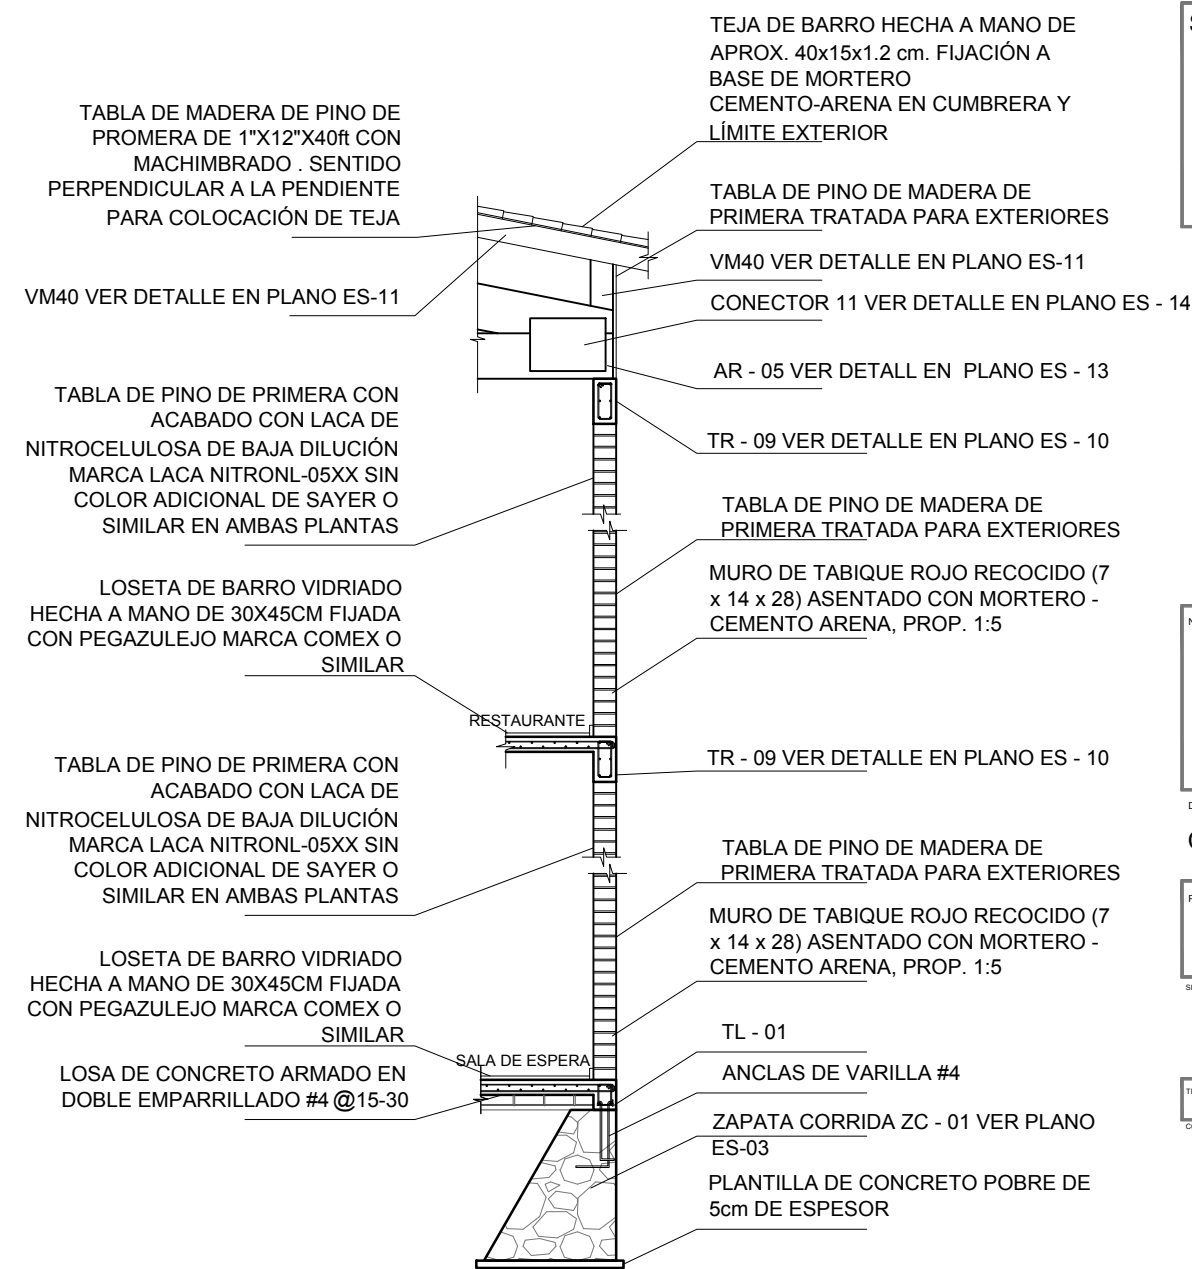 TEJA DE BARRO HECHA A MANO DE
APROX. 40x15x1.2 cm. FIJACIÓN A
BASE DE MORTERO
CEMENTO-ARENA EN CUMBRERA Y
LÍMITE EXTERIOR
TABLA DE MADERA DE PINO DE
PROMERA DE 1"X12"X40ft CON
MACHIMBRADO . SENTIDO
PERPENDICULAR A LA PENDIENTE
PARA COLOCACIÓN DE TEJA
TABLA DE PINO DE MADERA DE
PRIMERA TRATADA PARA EXTERIORES
VM40 VER DETALLE EN PLANO ES-11
VM40 VER DETALLE EN PLANO ES-11
CONECTOR 11 VER DETALLE EN PLANO ES - 14
AR - 05 VER DETALL EN PLANO ES - 13
TABLA DE PINO DE PRIMERA CON
ACABADO CON LACA DE
NITROCELULOSA DE BAJA DILUCIÓN
MARCA LACA NITRONL-05XX SIN
COLOR ADICIONAL DE SAYER O
SIMILAR EN AMBAS PLANTAS
TR - 09 VER DETALLE EN PLANO ES - 10
TABLA DE PINO DE MADERA DE
PRIMERA TRATADA PARA EXTERIORES
LOSETA DE BARRO VIDRIADO
HECHA A MANO DE 30X45CM FIJADA
CON PEGAZULEJO MARCA COMEX O
SIMILAR
MURO DE TABIQUE ROJO RECOCIDO (7
x 14 x 28) ASENTADO CON MORTERO -
CEMENTO ARENA, PROP. 1:5
RESTAURANTE
TR - 09 VER DETALLE EN PLANO ES - 10
TABLA DE PINO DE PRIMERA CON
ACABADO CON LACA DE
NITROCELULOSA DE BAJA DILUCIÓN
MARCA LACA NITRONL-05XX SIN
COLOR ADICIONAL DE SAYER O
SIMILAR EN AMBAS PLANTAS
TABLA DE PINO DE MADERA DE
PRIMERA TRATADA PARA EXTERIORES
MURO DE TABIQUE ROJO RECOCIDO (7
x 14 x 28) ASENTADO CON MORTERO -
CEMENTO ARENA, PROP. 1:5
LOSETA DE BARRO VIDRIADO
HECHA A MANO DE 30X45CM FIJADA
CON PEGAZULEJO MARCA COMEX O
SIMILAR
SALA DE ESPERA
TL - 01
LOSA DE CONCRETO ARMADO EN
DOBLE EMPARRILLADO #4 @15-30
ANCLAS DE VARILLA #4
ZAPATA CORRIDA ZC - 01 VER PLANO
ES-03
PLANTILLA DE CONCRETO POBRE DE
5cm DE ESPESOR